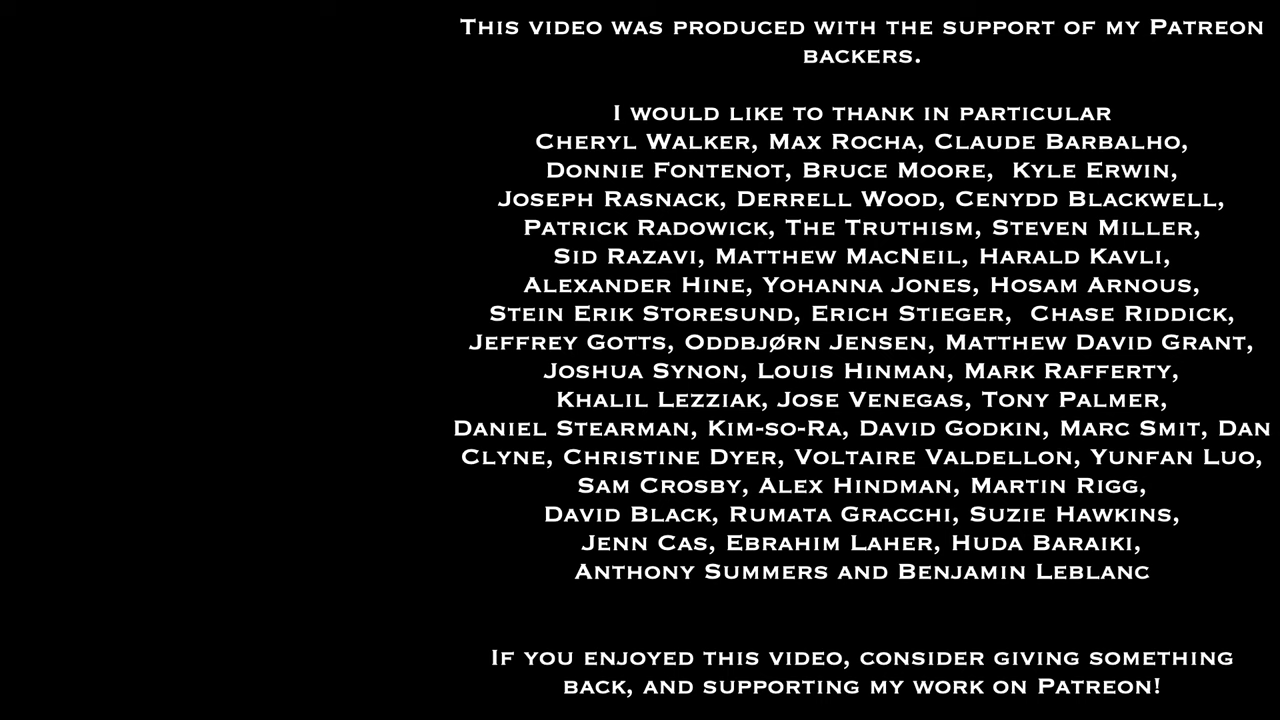 This video was produced with the support of my Patreon
backers.
I would like to thank in particular
Cheryl Walker, Max Rocha, Claude Barbalho,
Donnie Fontenot, Bruce Moore,  Kyle Erwin,
Joseph Rasnack, Derrell Wood, Cenydd Blackwell,
Patrick Radowick, The Truthism, Steven Miller,
Sid Razavi, Matthew MacNeil, Harald Kavli,
Alexander Hine, Yohanna Jones, Hosam Arnous,
Stein Erik Storesund, Erich Stieger,  Chase Riddick,
Jeffrey Gotts, Oddbjørn Jensen, Matthew David Grant,
Joshua Synon, Louis Hinman, Mark Rafferty,
Khalil Lezziak, Jose Venegas, Tony Palmer,
Daniel Stearman, Kim-so-Ra, David Godkin, Marc Smit, Dan
Clyne, Christine Dyer, Voltaire Valdellon, Yunfan Luo,
Sam Crosby, Alex Hindman, Martin Rigg,
David Black, Rumata Gracchi, Suzie Hawkins,
Jenn Cas, Ebrahim Laher, Huda Baraiki,
Anthony Summers and Benjamin Leblanc
If you enjoyed this video, consider giving something
back, and supporting my work on Patreon!